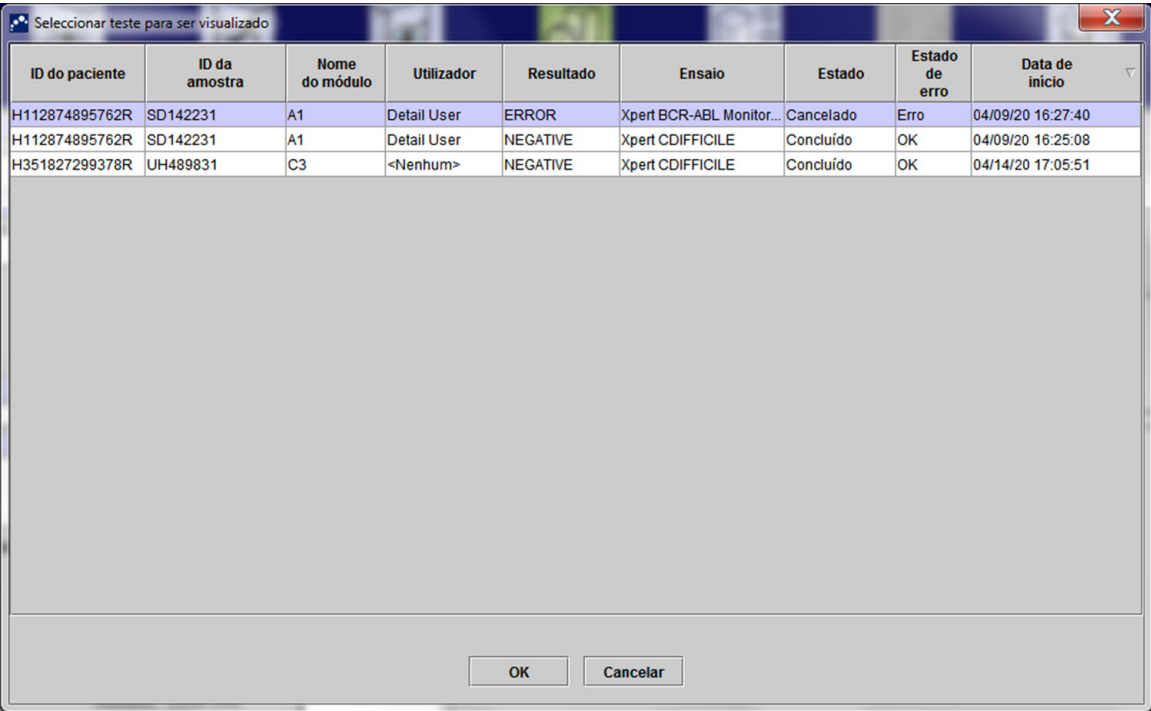 Seleccionar teste para ser visualizado
ID do paciente ID da amostra Nome do módulo Utilizador Resultado Ensaio Estado Estado de erro Data de início
H112874895762R SD142231 A1 Detail User ERROR Xpert BCR-ABL Monitor... Cancelado Erro 04/09/20 16:27:40
H112874895762R SD142231 A1 Detail User NEGATIVE Xpert CDIFFICILE Concluído OK 04/09/20 16:25:08
H351827299378R UH489831 C3 <Nenhum> NEGATIVE Xpert CDIFFICILE Concluído OK 04/14/20 17:05:51
OK Cancelar